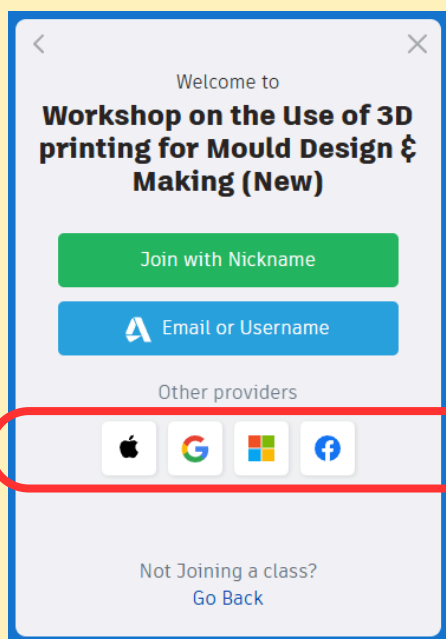 Welcome to
Workshop on the Use of 3D
printing for Mould Design &
Making (New)
Join with Nickname
Email or Username
Other providers
Not Joining a class?
Go Back